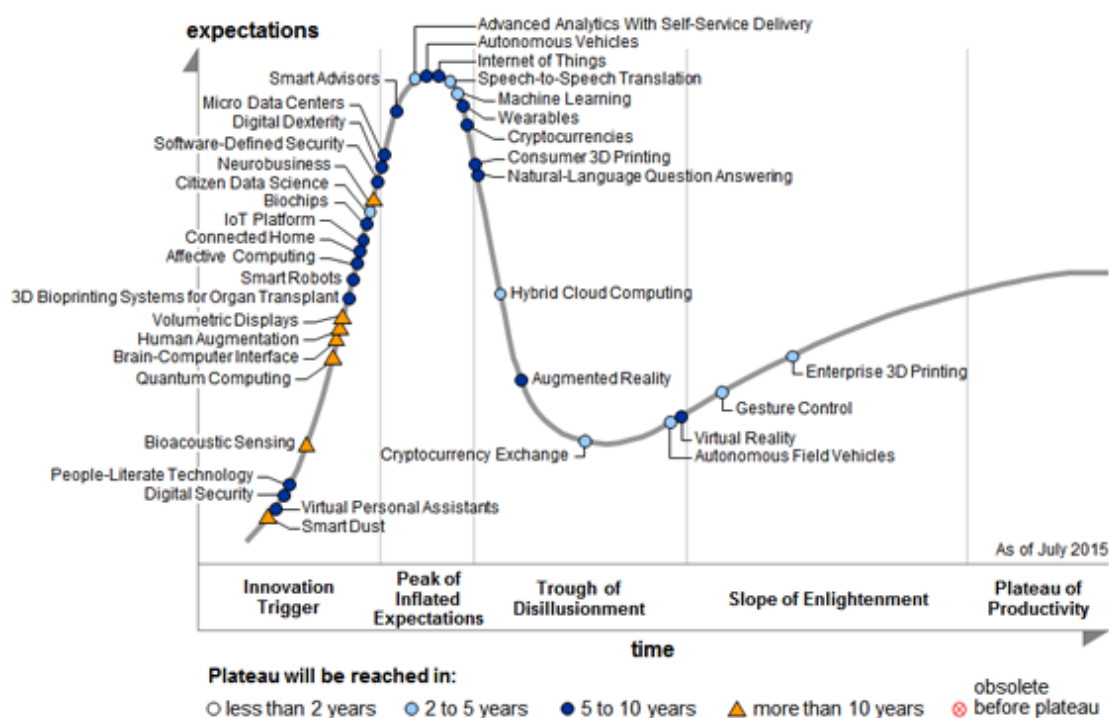 expectations
Advanced Analytics With Self-Service Delivery
Autonomous Vehicles
Internet of Things
Speech-to-Speech Translation
Machine Learning
Wearables
Cryptocurrencies
Consumer 3D Printing
Natural-Language Question Answering
Smart Advisors
Micro Data Centers
Digital Dexterity
Software-Defined Security
Neurobusiness
Citizen Data Science
Biochips
IoT Platform
Connected Home
Affective Computing
Smart Robots
3D Bioprinting Systems for Organ Transplant
Volumetric Displays
Human Augmentation
Brain-Computer Interface
Quantum Computing
Bioacoustic Sensing
People-Literate Technology
Digital Security
Virtual Personal Assistants
Smart Dust
Hybrid Cloud Computing
Augmented Reality
Cryptocurrency Exchange
Enterprise 3D Printing
Gesture Control
Virtual Reality
Autonomous Field Vehicles
As of July 2015
Innovation
Trigger
Peak of
Inflated
Expectations
Trough of
Disillusionment
Slope of Enlightenment
Plateau of
Productivity
time
Plateau will be reached in:
less than 2 years
2 to 5 years
5 to 10 years
more than 10 years
obsolete
before plateau